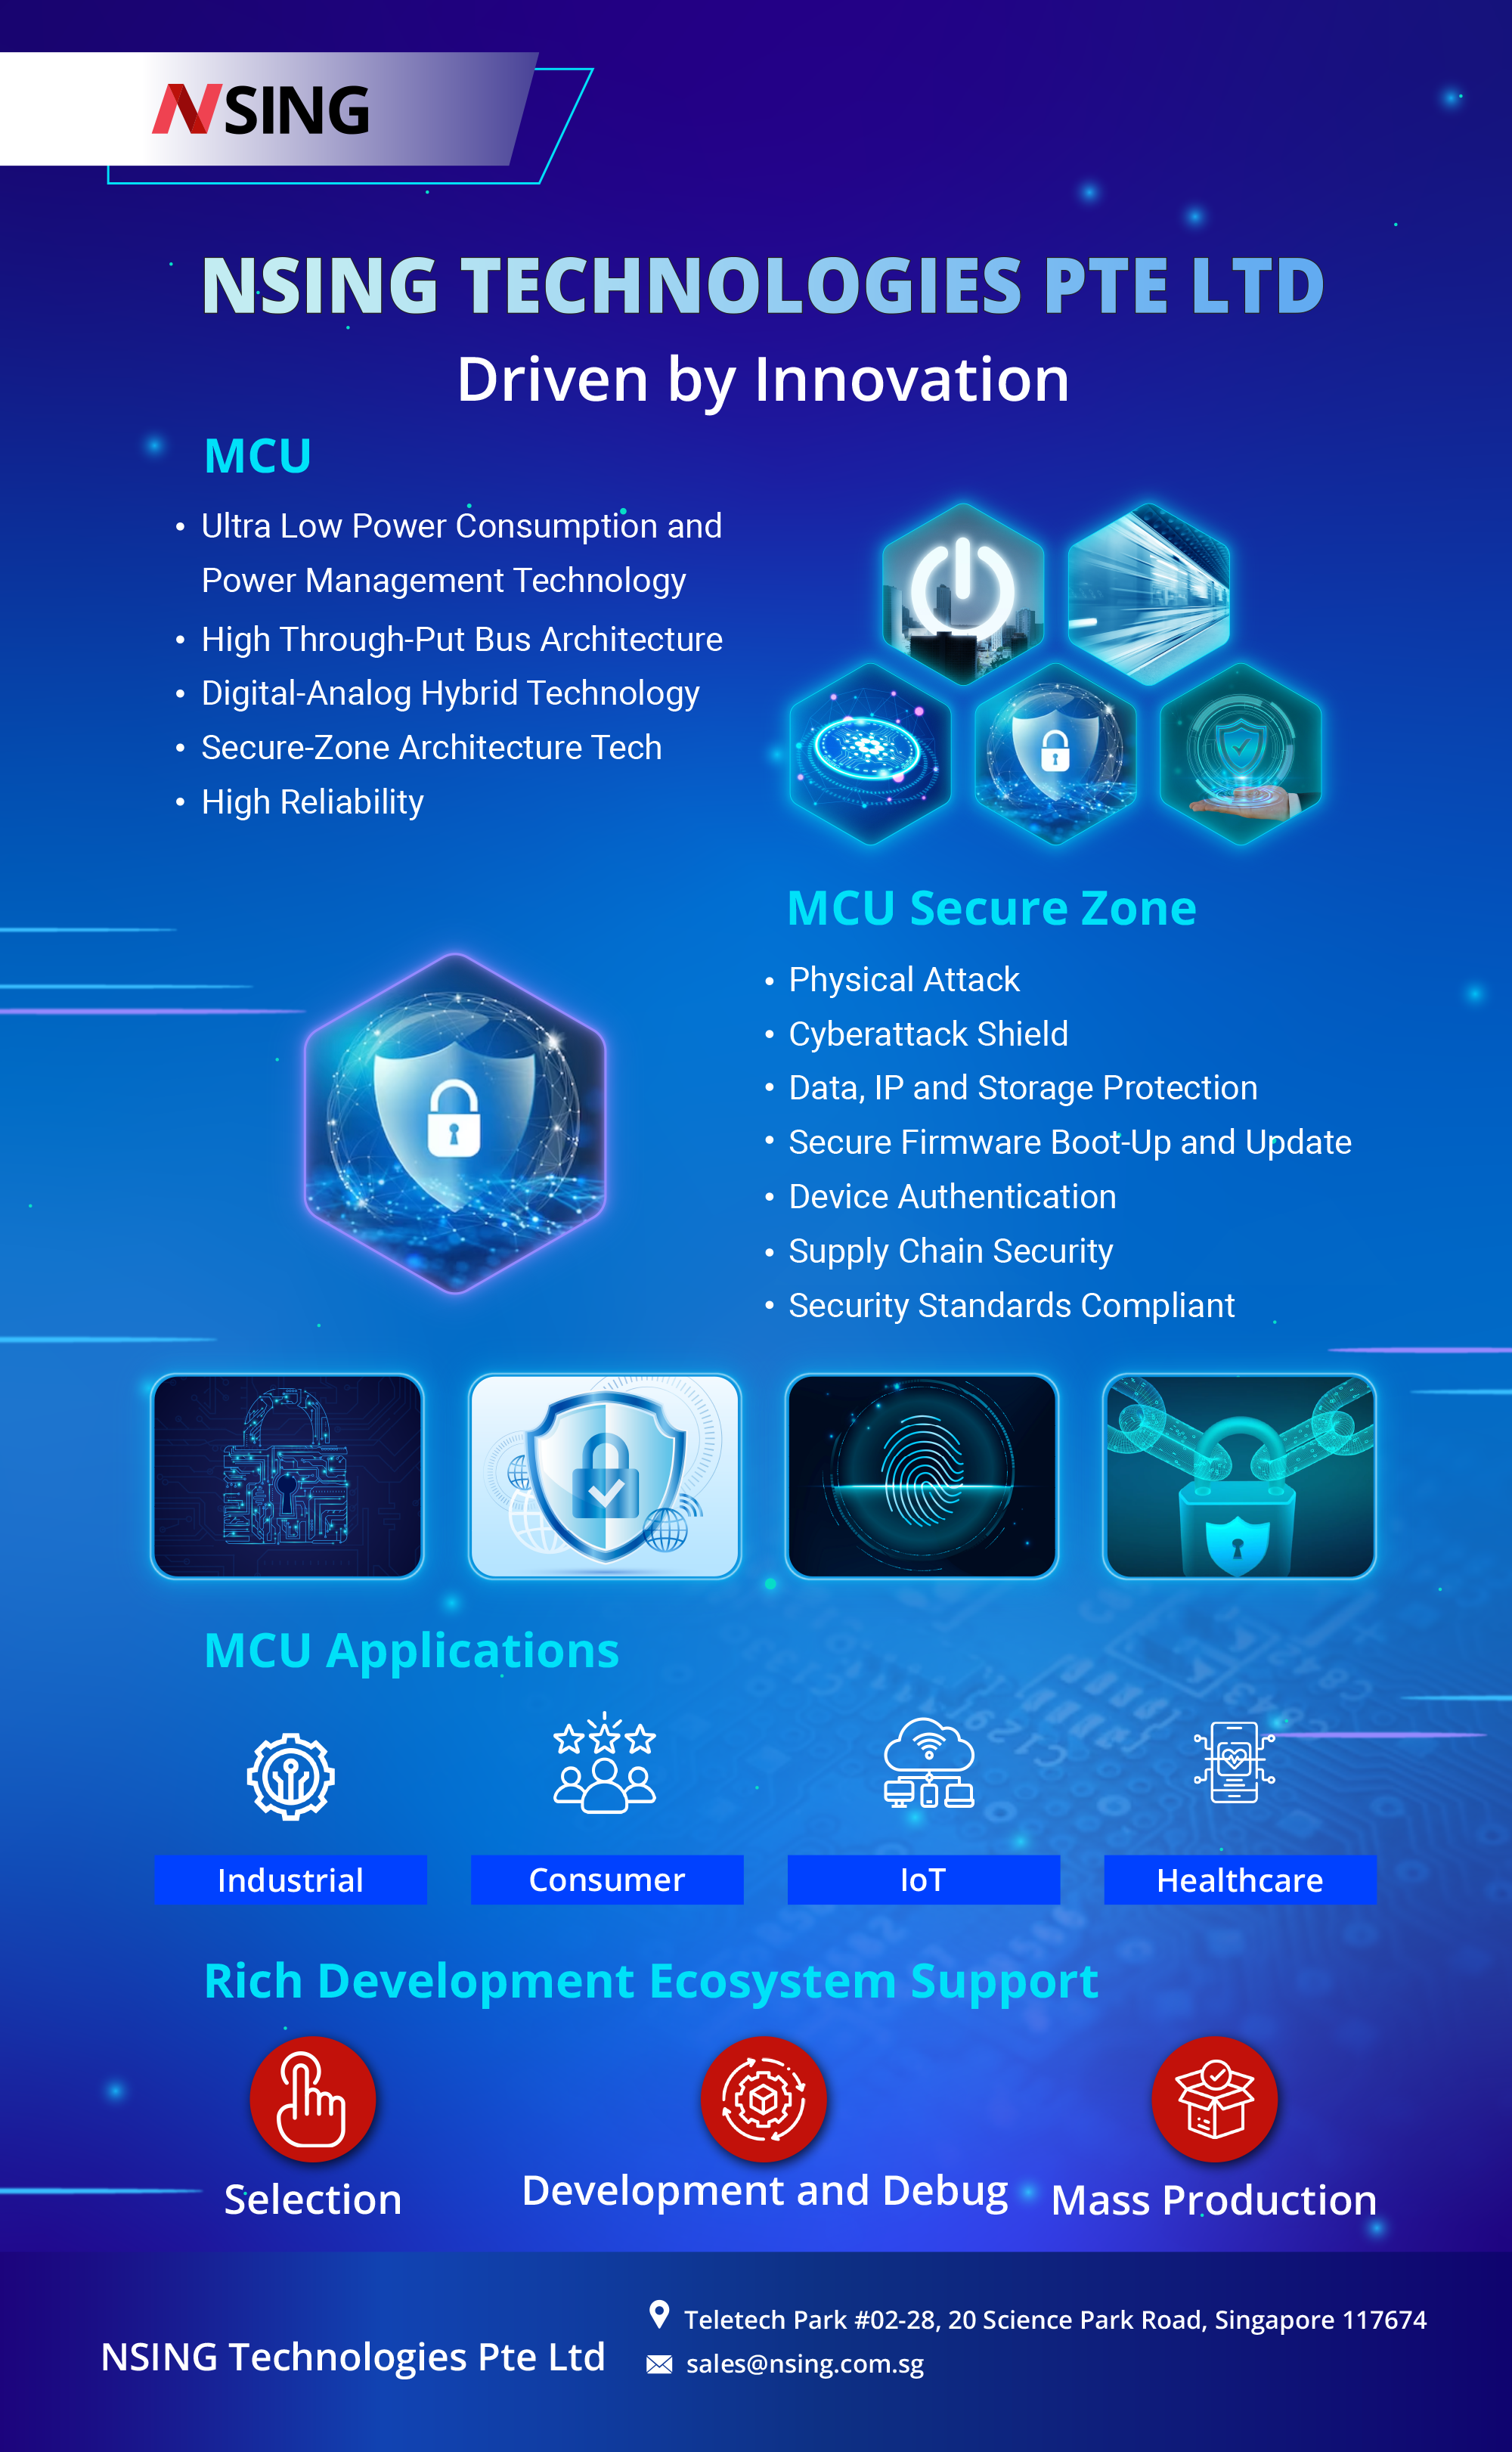 NSING
NSING TECHNOLOGIES PTE LTD
Driven by Innovation
MCU
• Ultra Low Power Consumption and
Power Management Technology
• High Through-Put Bus Architecture
• Digital-Analog Hybrid Technology
• Secure-Zone Architecture Tech
• High Reliability
MCU Secure Zone
• Physical Attack
• Cyberattack Shield
• Data, IP and Storage Protection
• Secure Firmware Boot-Up and Update
• Device Authentication
• Supply Chain Security
• Security Standards Compliant
MCU Applications
Industrial
Consumer
IoT
Healthcare
Rich Development Ecosystem Support
Selection
Development and Debug
Mass Production
NSING Technologies Pte Ltd
Teletech Park #02-28, 20 Science Park Road, Singapore 117674
sales@nsing.com.sg